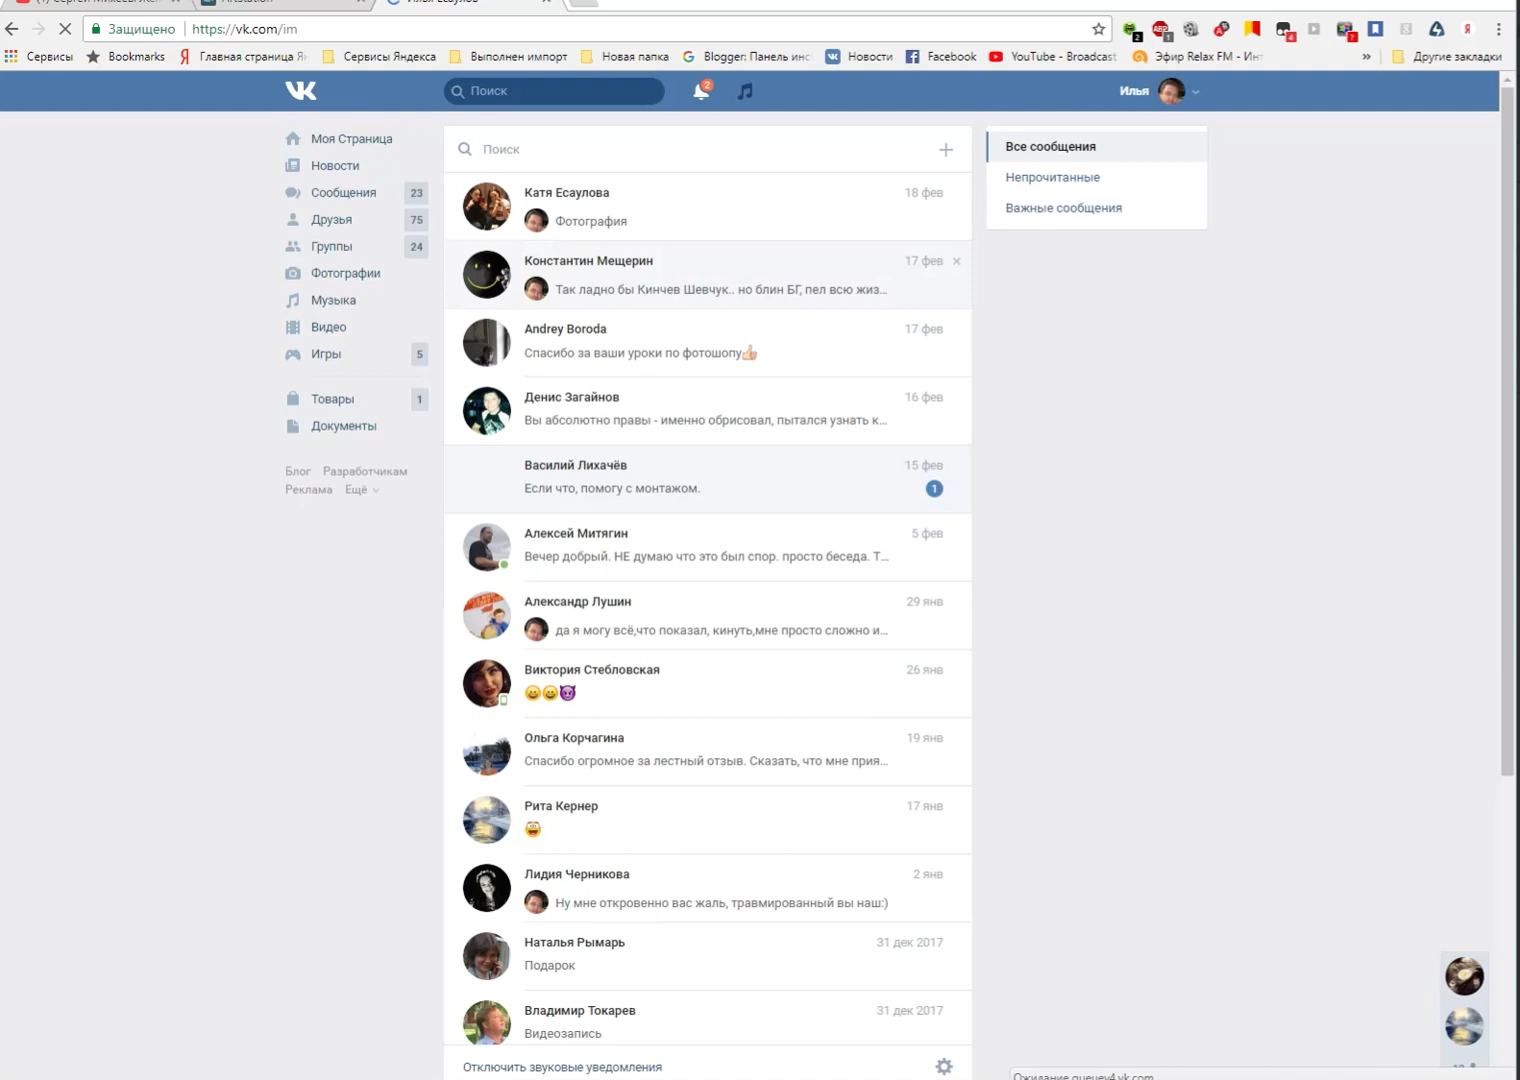 Илья Есаулов
Защищено
https://vk.com/im
2
1
4
7
Сервисы
Bookmarks
Главная страница Ян
Сервисы Яндекса
Выполнен импорт
Новая папка
Blogger: Панель инс
Новости
Facebook
YouTube - Broadcast
Эфир Relax FM - Инт
»
Другие закладки
Поиск
2
Илья
Моя Страница
Новости
Сообщения 23
Друзья 75
Группы 24
Фотографии
Музыка
Видео
Игры 5
Товары 1
Документы
Блог Разработчикам
Реклама Ещё
Поиск
Катя Есаулова 18 фев
Фотография
Константин Мещерин 17 фев
Так ладно бы Кинчев Шевчук.. но блин БГ, пел всю жиз...
Andrey Boroda 17 фев
Спасибо за ваши уроки по фотошопу👍
Денис Загайнов 16 фев
Вы абсолютно правы - именно обрисовал, пытался узнать к...
Василий Лихачёв 15 фев
Если что, помогу с монтажом. 1
Алексей Митягин 5 фев
Вечер добрый. НЕ думаю что это был спор. просто беседа. Т...
Александр Лушин 29 янв
да я могу всё,что показал, кинуть,мне просто сложно и...
Виктория Стебловская 26 янв
Ольга Корчагина 19 янв
Спасибо огромное за лестный отзыв. Сказать, что мне прия...
Рита Кернер 17 янв
Лидия Черникова 2 янв
Ну мне откровенно вас жаль, травмированный вы наш:)
Наталья Рымарь 31 дек 2017
Подарок
Владимир Токарев 31 дек 2017
Видеозапись
Отключить звуковые уведомления
Все сообщения
Непрочитанные
Важные сообщения
Ожидание queuev4.vk.com